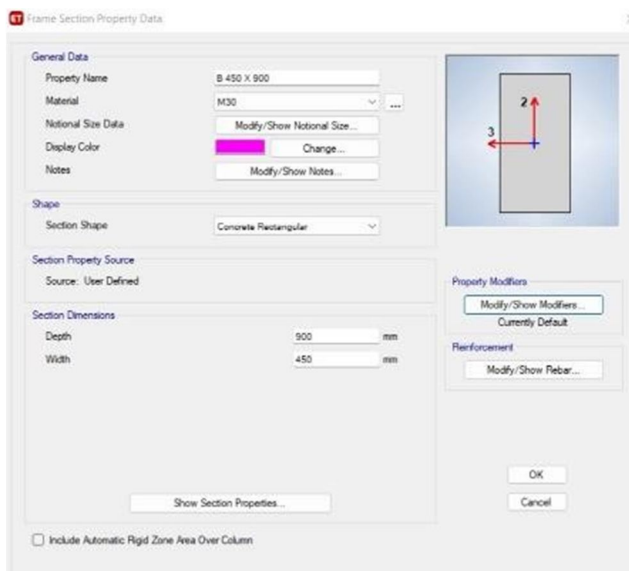 ET Frame Section Property Data
General Data
Property Name B 450 X 900
Material M30 ...
Notional Size Data Modify/Show Notional Size...
Display Color Change...
Notes Modify/Show Notes...
Shape
Section Shape Concrete Rectangular
Section Property Source
Source: User Defined
Section Dimensions
Depth 900 mm
Width 450 mm
Show Section Properties...
Include Automatic Rigid Zone Area Over Column
2
3
Property Modifiers
Modify/Show Modifiers...
Currently Default
Reinforcement
Modify/Show Rebar...
OK
Cancel